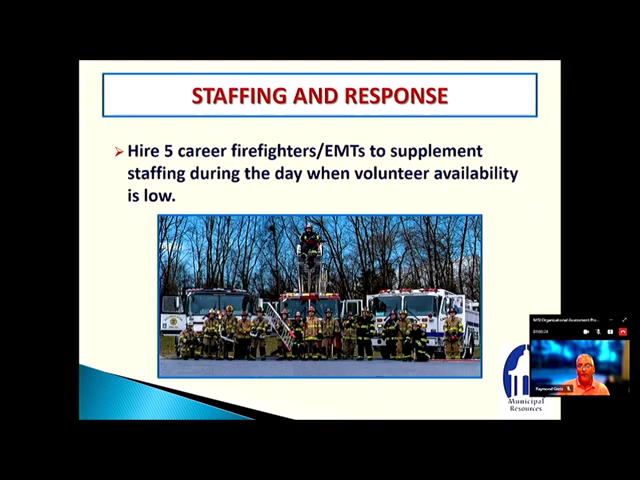 STAFFING AND RESPONSE
Hire 5 career firefighters/EMTs to supplement
staffing during the day when volunteer availability
is low.
Municipal
Resources